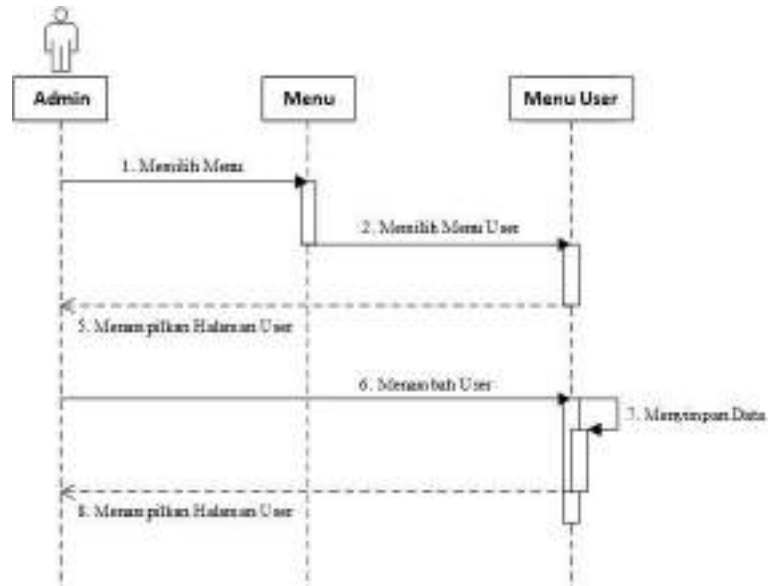 Admin
Menu
Menu User
1. Memilih Menu
2. Memilih Menu User
5. Menampilkan Halaman User
6. Menambah User
7. Menyimpan Data
8. Menampilkan Halaman User